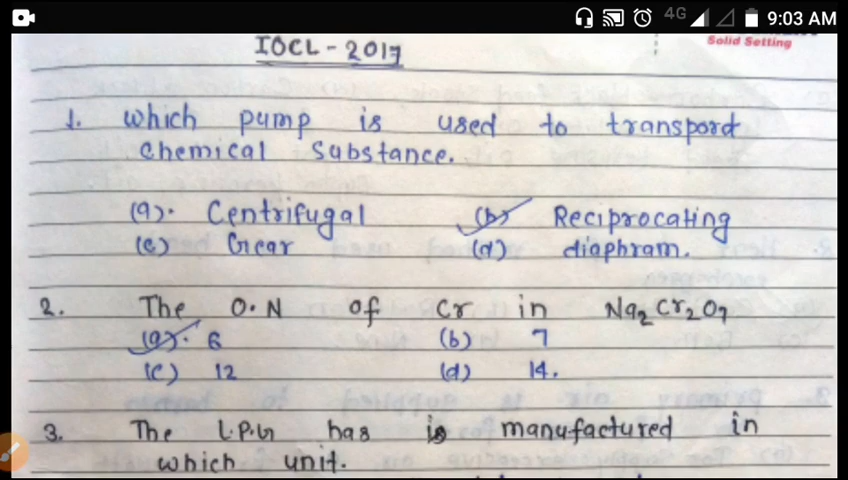 4G 9:03 AM
Solid Setting
IOCL - 2017
1. which pump is used to transpord
chemical substance.
(a). Centrifugal (b) Reciprocating
(c) Gear (d) diaphram.
2. The O.N of Cr in Na₂Cr₂O₇
(a). 6 (b) 7
(c) 12 (d) 14.
3. The L.P.G has is manufactured in
which unit.